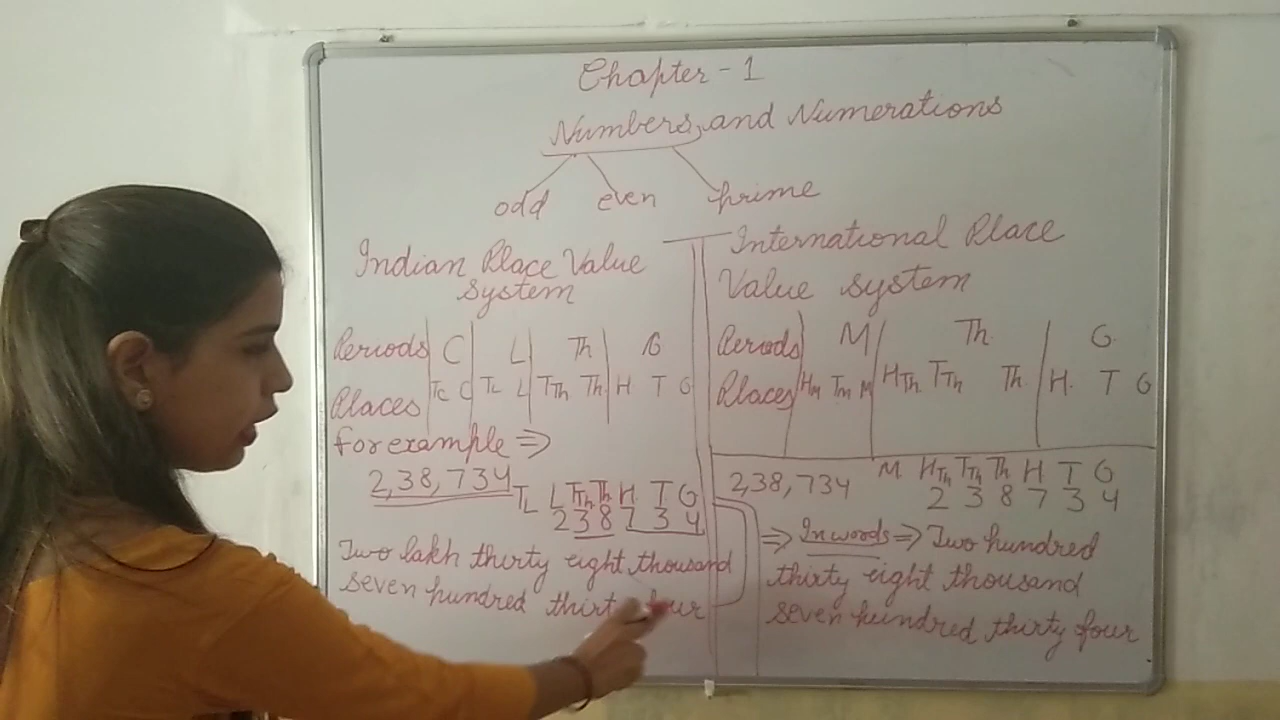 Chapter - 1
Numbers, and Numerations
odd even prime
Indian Place Value
System
Periods C L Th G
Places Tc C TL L TTh Th H T G
For example ⇒
2,38,734
TL L TTh Th H T G
2 3 8 7 3 4
Two lakh thirty eight thousand
seven hundred thirty four
International Place
Value system
Periods M Th G
Places Hm Tm M HTh TTh Th H T G
2,38,734 M HTh TTh Th H T G
2 3 8 7 3 4
⇒ In words ⇒ Two hundred
thirty eight thousand
seven hundred thirty four